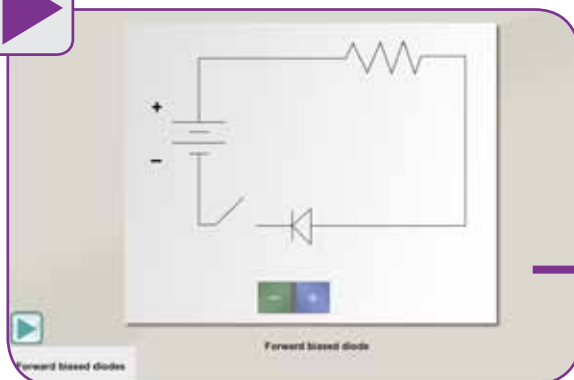 +
−
− +
Forward biased diode
Forward biased diodes